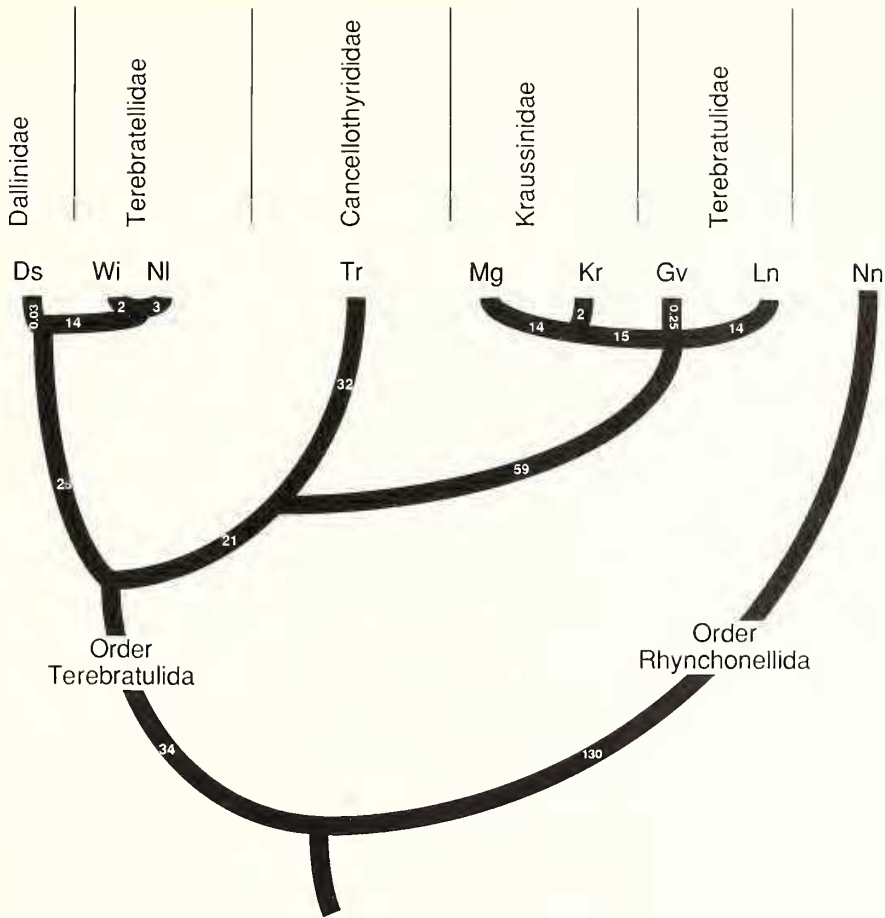 Dallinidae
Terebratellidae
Cancellothyrididae
Kraussinidae
Terebratulidae
Ds
Wi
Nl
Tr
Mg
Kr
Gv
Ln
Nn
0.03
14
2
3
32
14
2
15
0.25
14
59
21
Order
Terebratulida
Order
Rhynchonellida
34
130